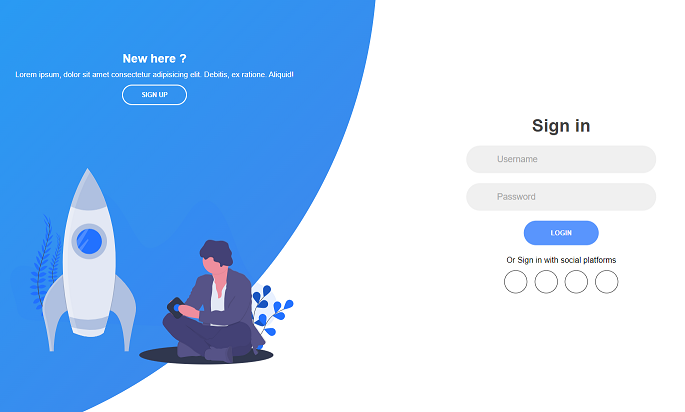 New here ?
Lorem ipsum, dolor sit amet consectetur adipisicing elit. Debitis, ex ratione. Aliquid!
SIGN UP
Sign in
Username
Password
LOGIN
Or Sign in with social platforms